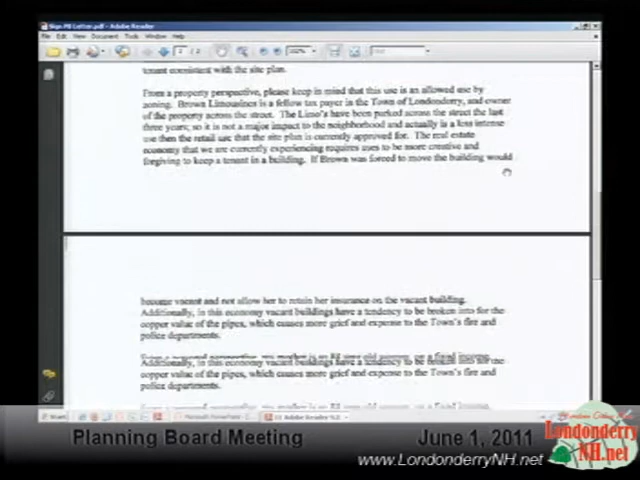 Sign PB Letter.pdf - Adobe Reader
File Edit View Document Tools Window Help
tenant consistent with the site plan.
From a property perspective, please keep in mind that this use is an allowed use by
zoning. Brown Limousines is a fellow tax payer in the Town of Londonderry, and owner
of the property across the street. The Limo's have been parked across the street the last
three years; so it is not a major impact to the neighborhood and actually is a less intense
use then the retail use that the site plan is currently approved for. The real estate
economy that we are currently experiencing requires uses to be more creative and
forgiving to keep a tenant in a building. If Brown was forced to move the building would
become vacant and not allow her to retain her insurance on the vacant building.
Additionally, in this economy vacant buildings have a tendency to be broken into for the
copper value of the pipes, which causes more grief and expense to the Town's fire and
police departments.
Additionally, in this economy vacant buildings have a tendency to be broken into for the
copper value of the pipes, which causes more grief and expense to the Town's fire and
police departments.
Planning Board Meeting June 1, 2011
www.LondonderryNH.net
Londonderry
NH.net